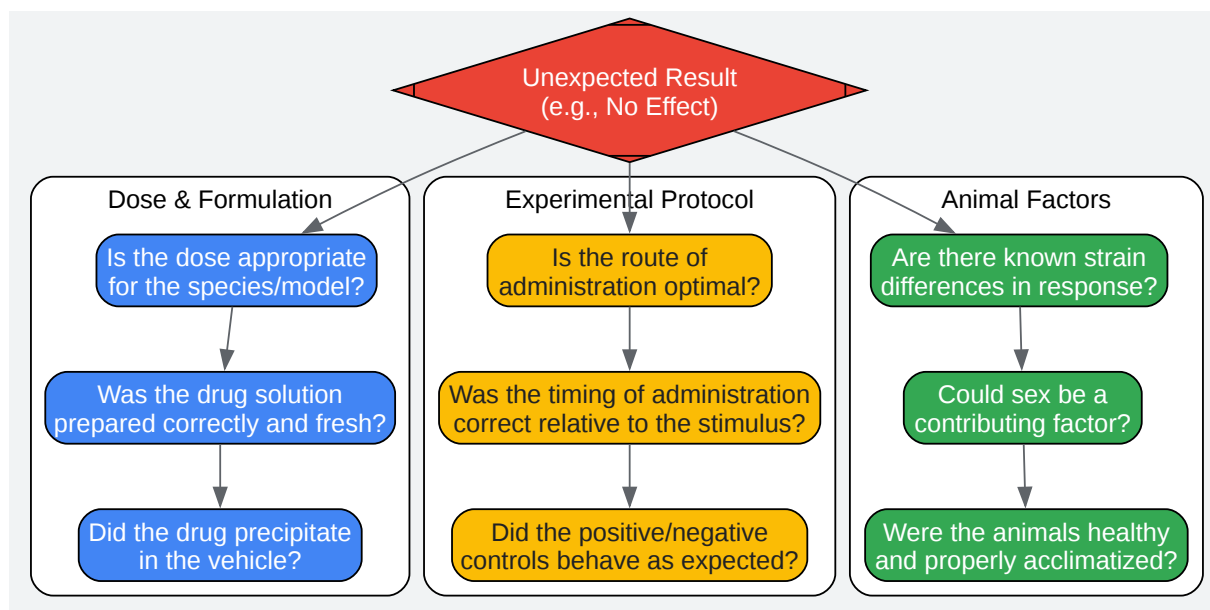 Unexpected Result
(e.g., No Effect)
Dose & Formulation
Is the dose appropriate
for the species/model?
Was the drug solution
prepared correctly and fresh?
Did the drug precipitate
in the vehicle?
Experimental Protocol
Is the route of
administration optimal?
Was the timing of administration
correct relative to the stimulus?
Did the positive/negative
controls behave as expected?
Animal Factors
Are there known strain
differences in response?
Could sex be a
contributing factor?
Were the animals healthy
and properly acclimatized?